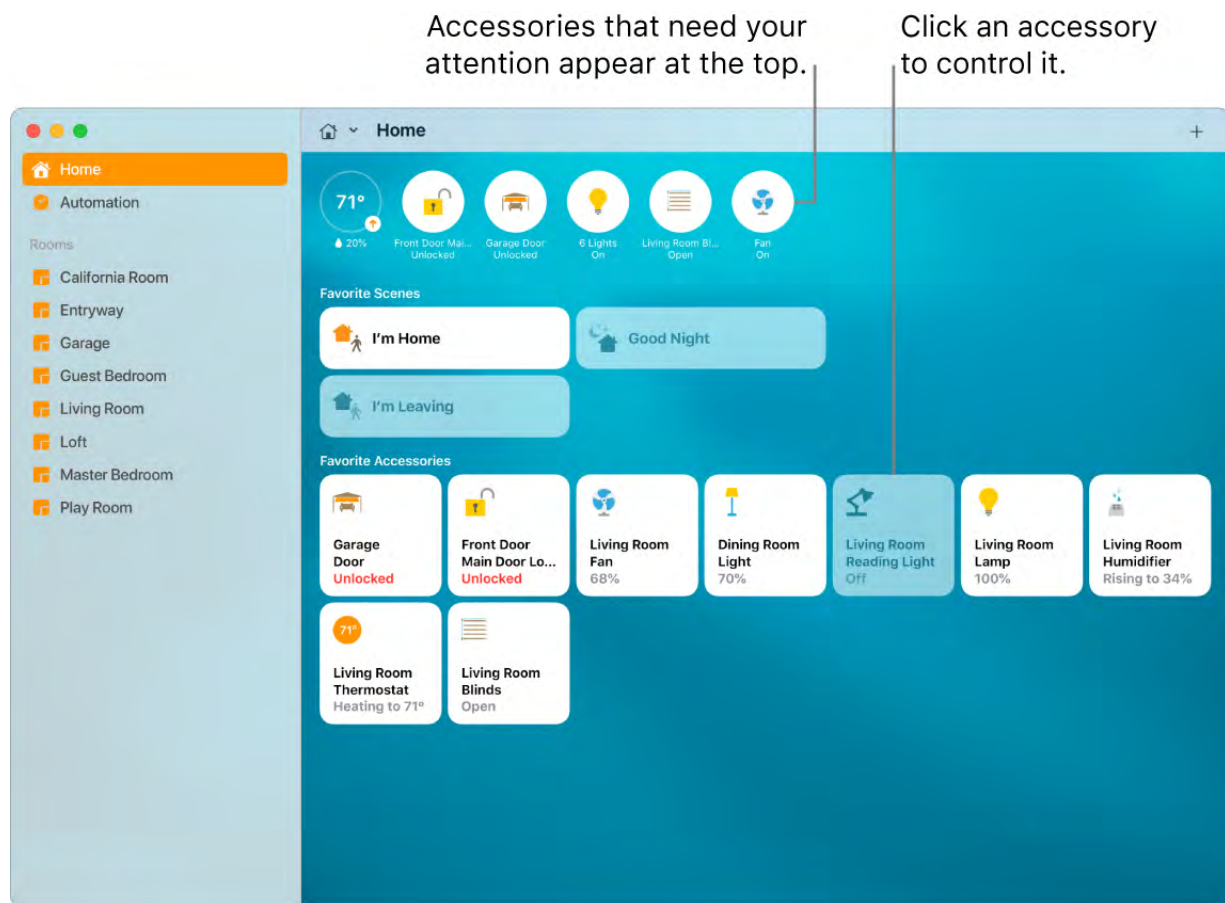 Accessories that need your
attention appear at the top.
Click an accessory
to control it.
Home
Automation
Rooms
California Room
Entryway
Garage
Guest Bedroom
Living Room
Loft
Master Bedroom
Play Room
Home
71°
20%
Front Door Mai...
Unlocked
Garage Door
Unlocked
6 Lights
On
Living Room Bl...
Open
Fan
On
Favorite Scenes
I'm Home
Good Night
I'm Leaving
Favorite Accessories
Garage
Door
Unlocked
Front Door
Main Door Lo...
Unlocked
Living Room
Fan
68%
Dining Room
Light
70%
Living Room
Reading Light
Off
Living Room
Lamp
100%
Living Room
Humidifier
Rising to 34%
71°
Living Room
Thermostat
Heating to 71°
Living Room
Blinds
Open